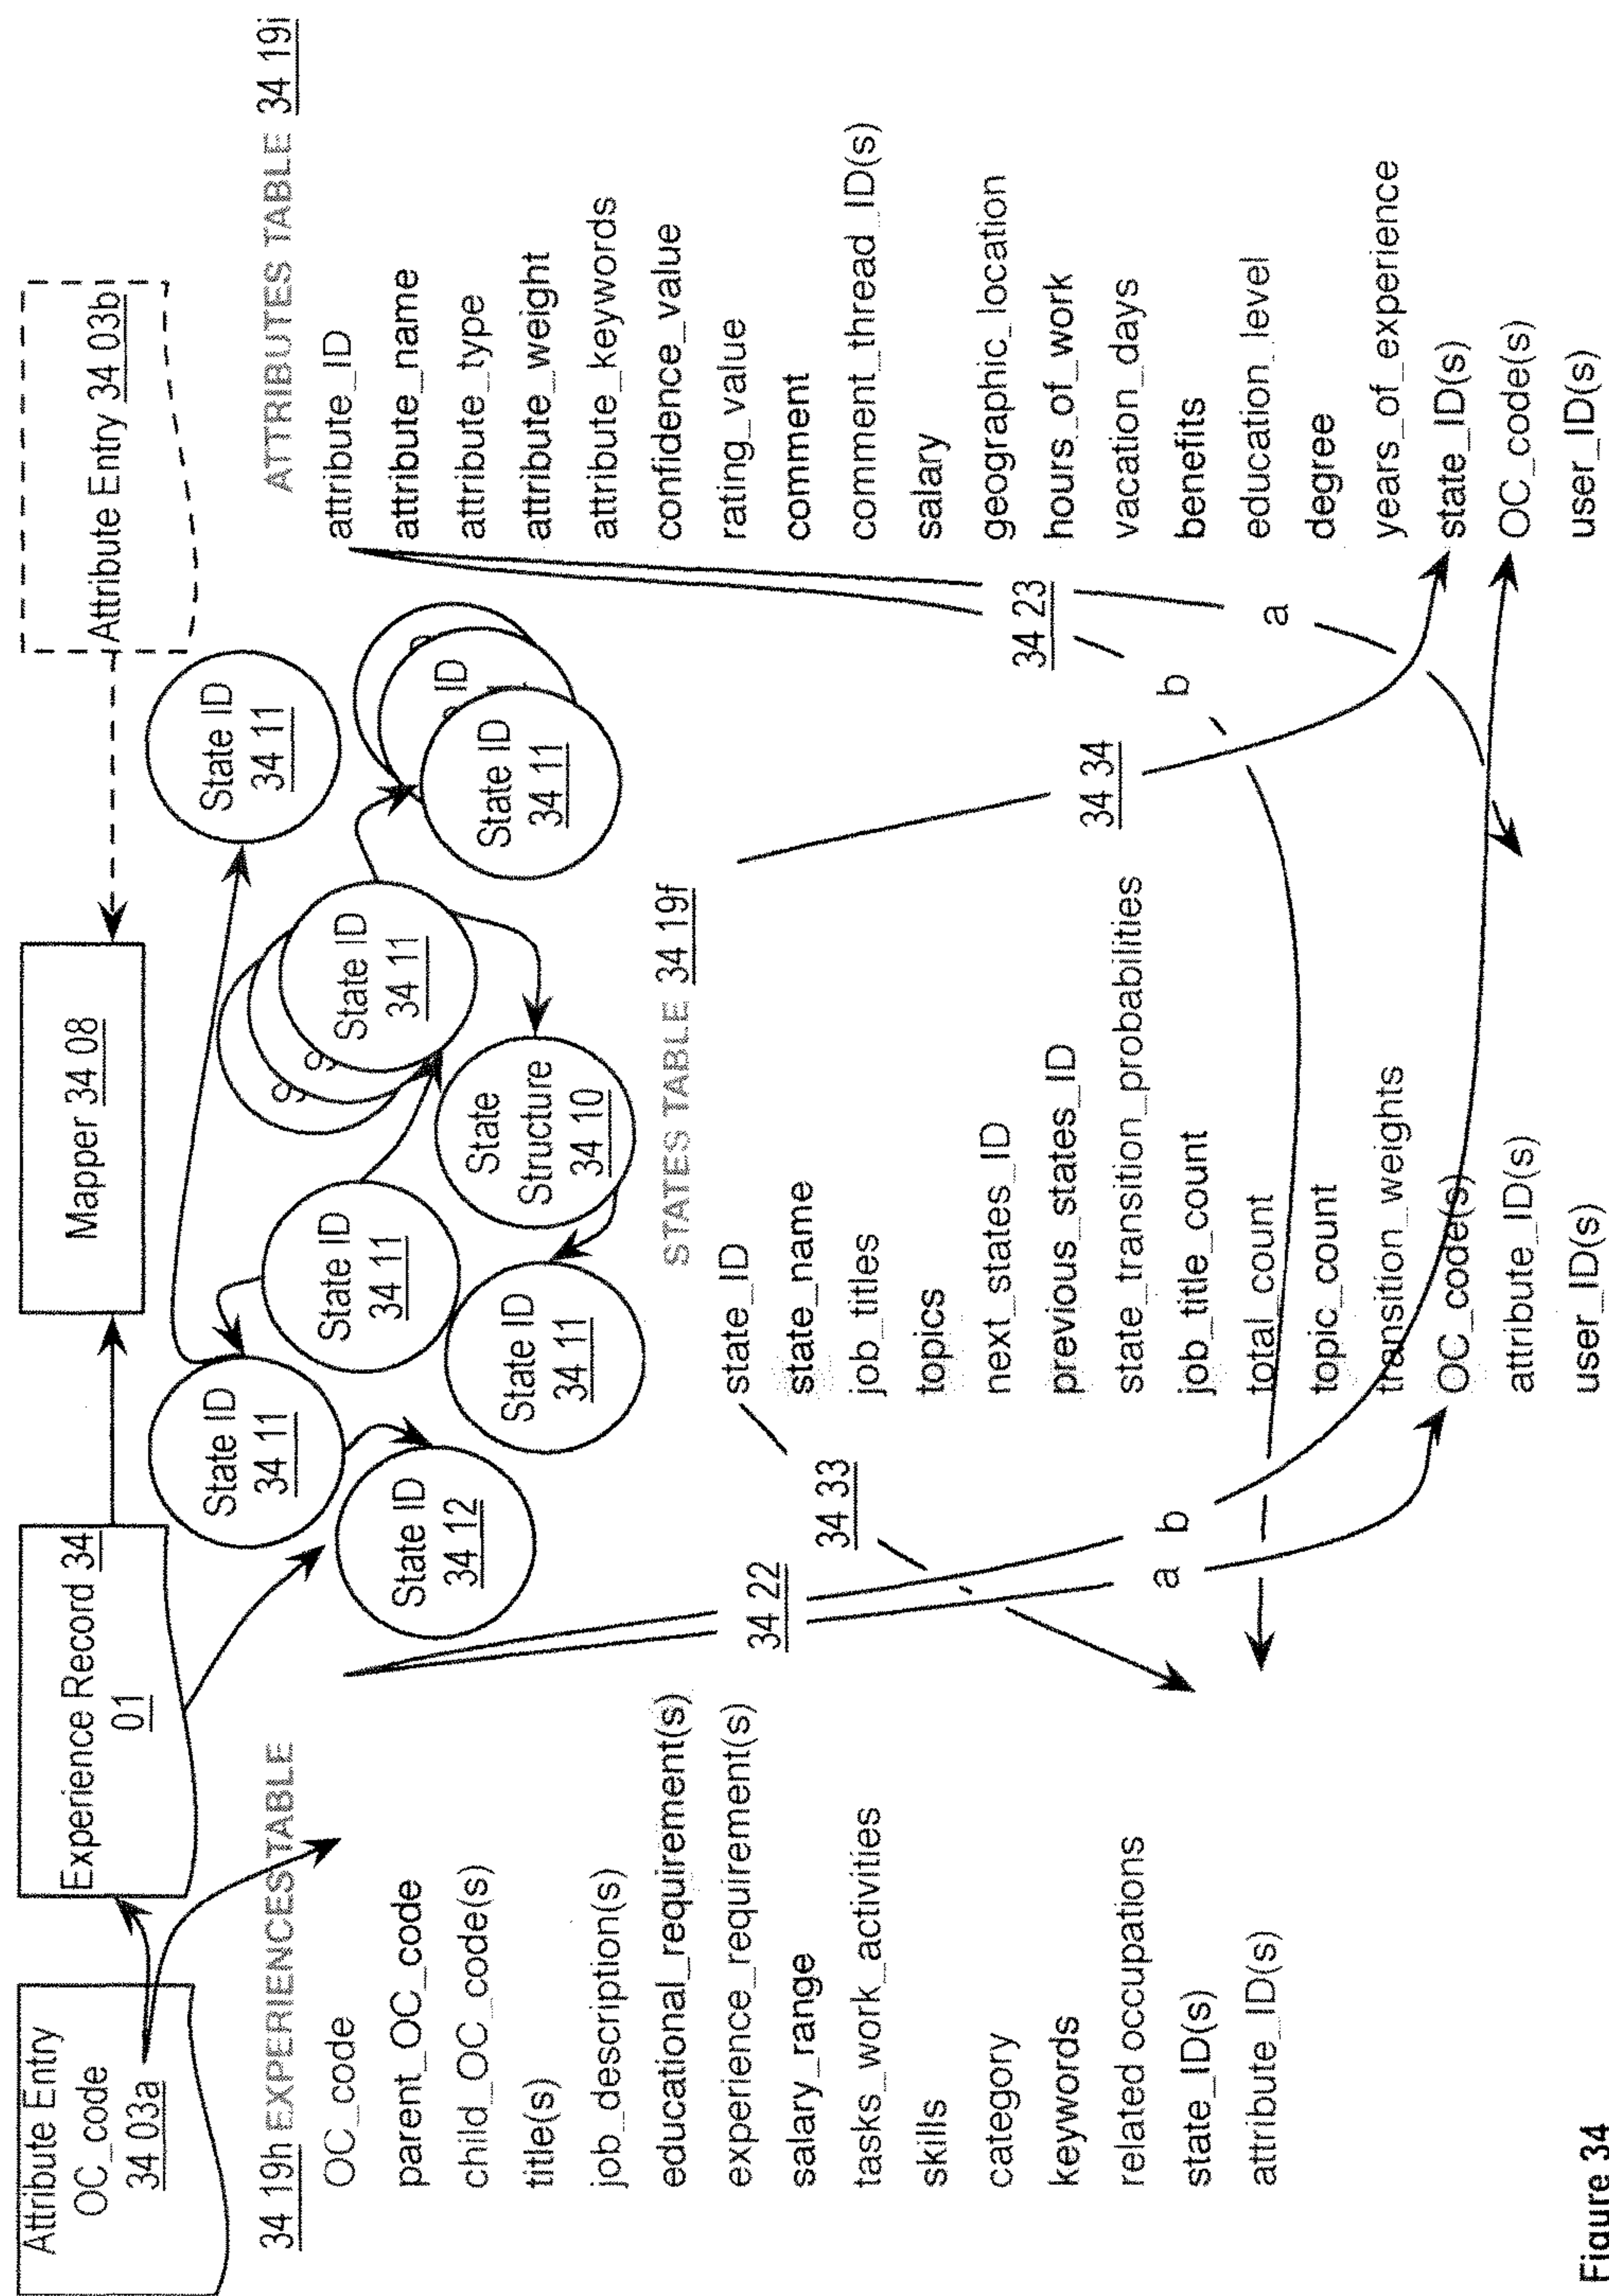 Attribute Entry
OC_code
34 03a
Experience Record 34
01
Mapper 34 08
Attribute Entry 34 03b
State ID
34 11
State ID
34 12
State ID
34 11
State ID
34 11
State Structure
34 10
State ID
34 11
State ID
34 11
ID
State ID
34 11
34 19h EXPERIENCESTABLE
OC_code
parent_OC_code
child_OC_code(s)
title(s)
job_description(s)
educational_requirement(s)
experience_requirement(s)
salary_range
tasks_work_activities
skills
category
keywords
related occupations
state_ID(s)
attribute_ID(s)
34 22
a
b
34 33
STATES TABLE 34 19f
state_ID
state_name
job_titles
topics
next_states_ID
previous_states_ID
state_transition_probabilities
job_title_count
total_count
topic_count
transition_weights
OC_code(s)
attribute_ID(s)
user_ID(s)
34 34
34 23
b
a
ATTRIBUTES TABLE 34 19i
attribute_ID
attribute_name
attribute_type
attribute_weight
attribute_keywords
confidence_value
rating_value
comment
comment_thread_ID(s)
salary
geographic_location
hours_of_work
vacation_days
benefits
education_level
degree
years_of_experience
state_ID(s)
OC_code(s)
user_ID(s)
Figure 34